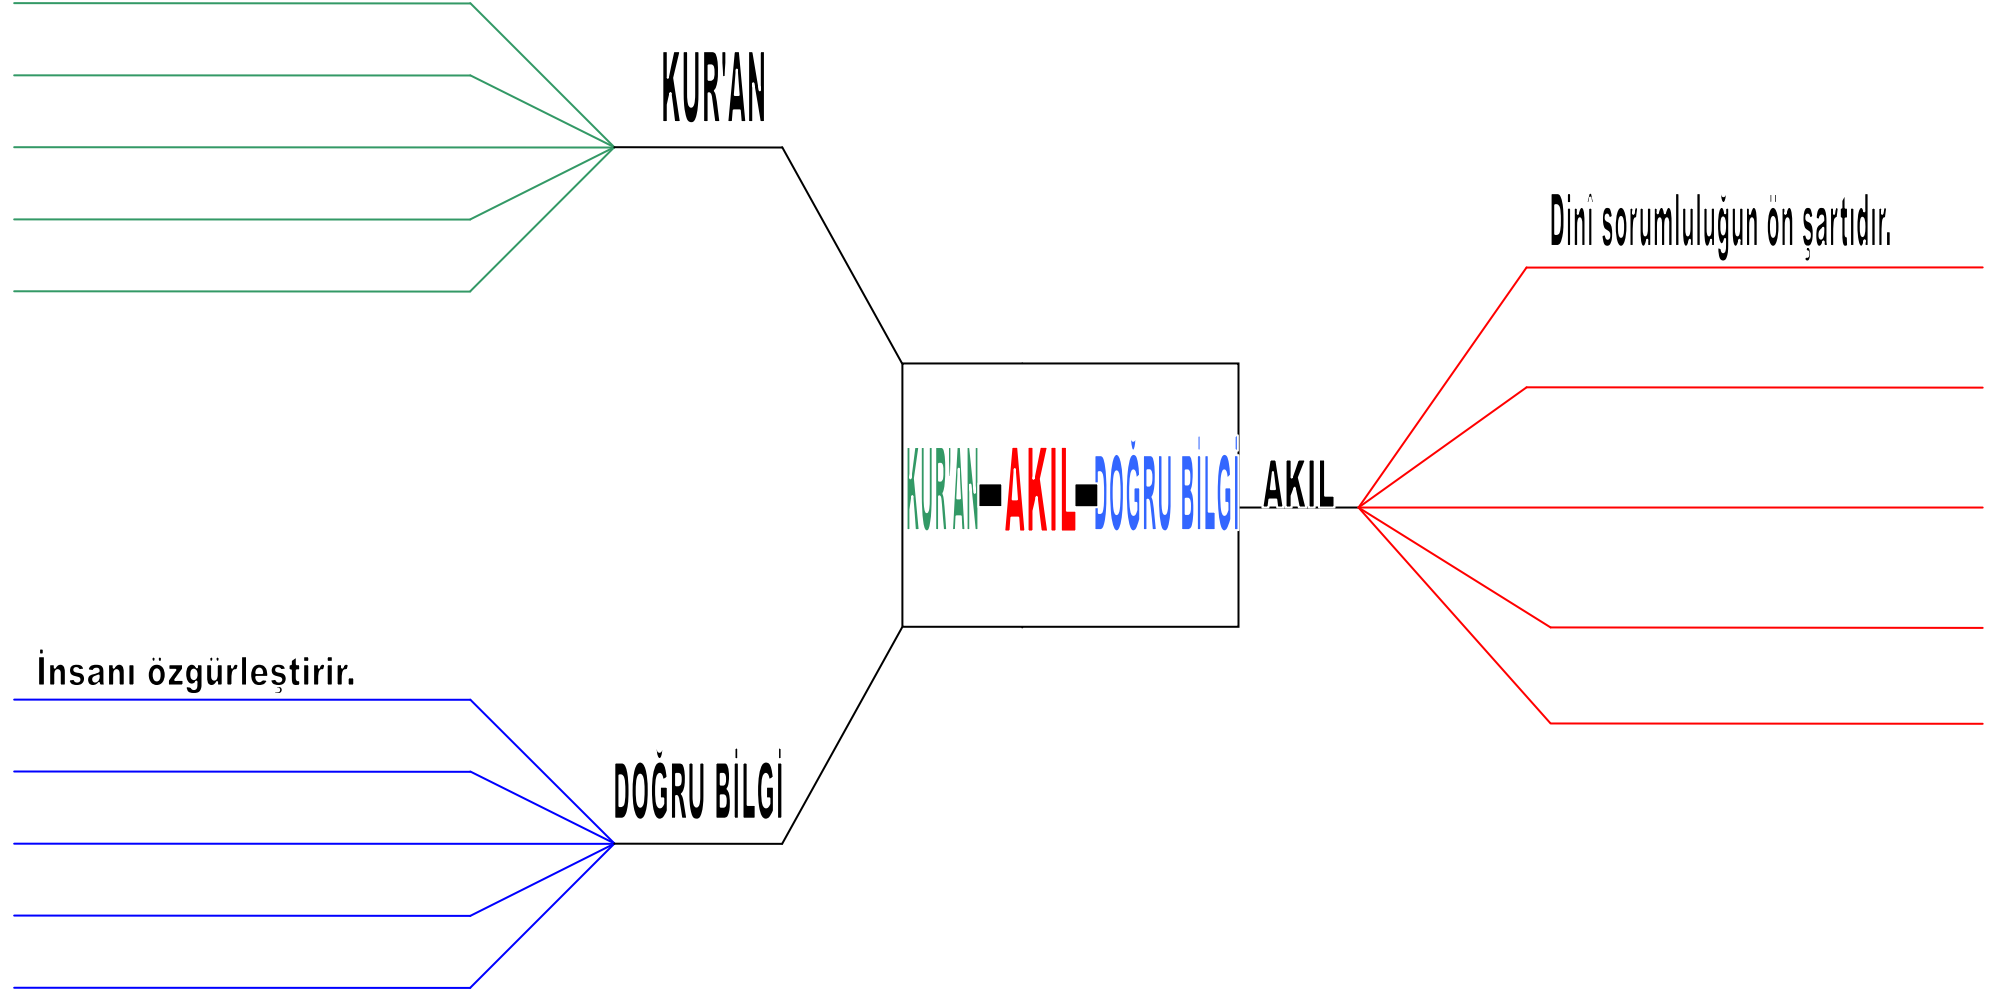 KUR'AN
Dinî sorumluluğun ön şartıdır.
KUR'AN-AKIL-DOĞRU BİLGİ
AKIL
İnsanı özgürleştirir.
DOĞRU BİLGİ